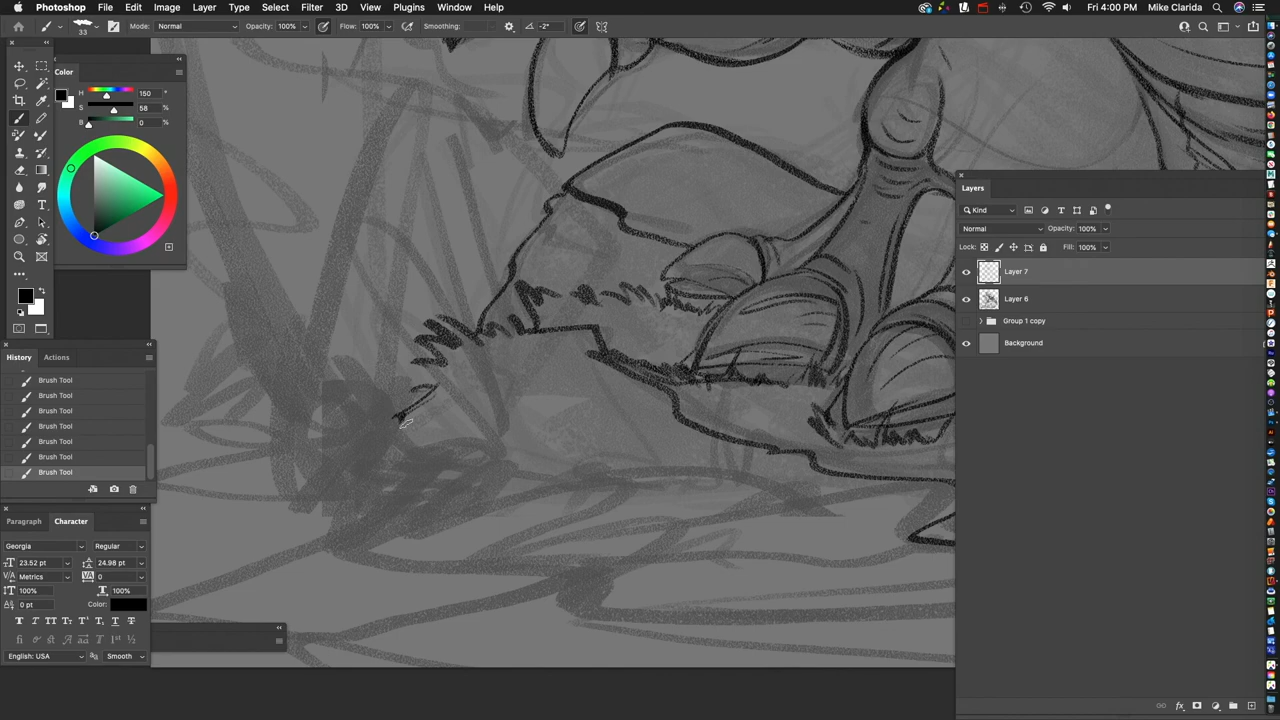 Photoshop File Edit Image Layer Type Select Filter 3D View Plugins Window Help Fri 4:00 PM Mike Clarida
33 Mode: Normal Opacity: 100% Flow: 100% Smoothing: -2°
Color
H 150 °
S 58 %
B 0 %
History Actions
Brush Tool
Brush Tool
Brush Tool
Brush Tool
Brush Tool
Brush Tool
Brush Tool
Paragraph Character
Georgia Regular
23.52 pt 24.98 pt
Metrics 0
100% 100%
0 pt Color:
English: USA Smooth
Layers
Kind
Normal Opacity: 100%
Lock: Fill: 100%
Layer 7
Layer 6
Group 1 copy
Background